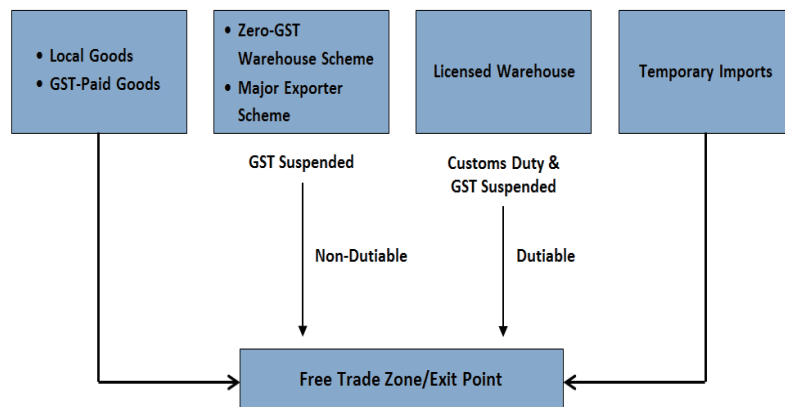 • Local Goods
• GST-Paid Goods
• Zero-GST
Warehouse Scheme
• Major Exporter
Scheme
Licensed Warehouse
Temporary Imports
GST Suspended
Customs Duty &
GST Suspended
Non-Dutiable
Dutiable
Free Trade Zone/Exit Point